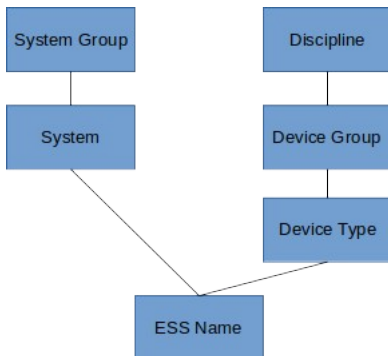 System Group
Discipline
System
Device Group
Device Type
ESS Name